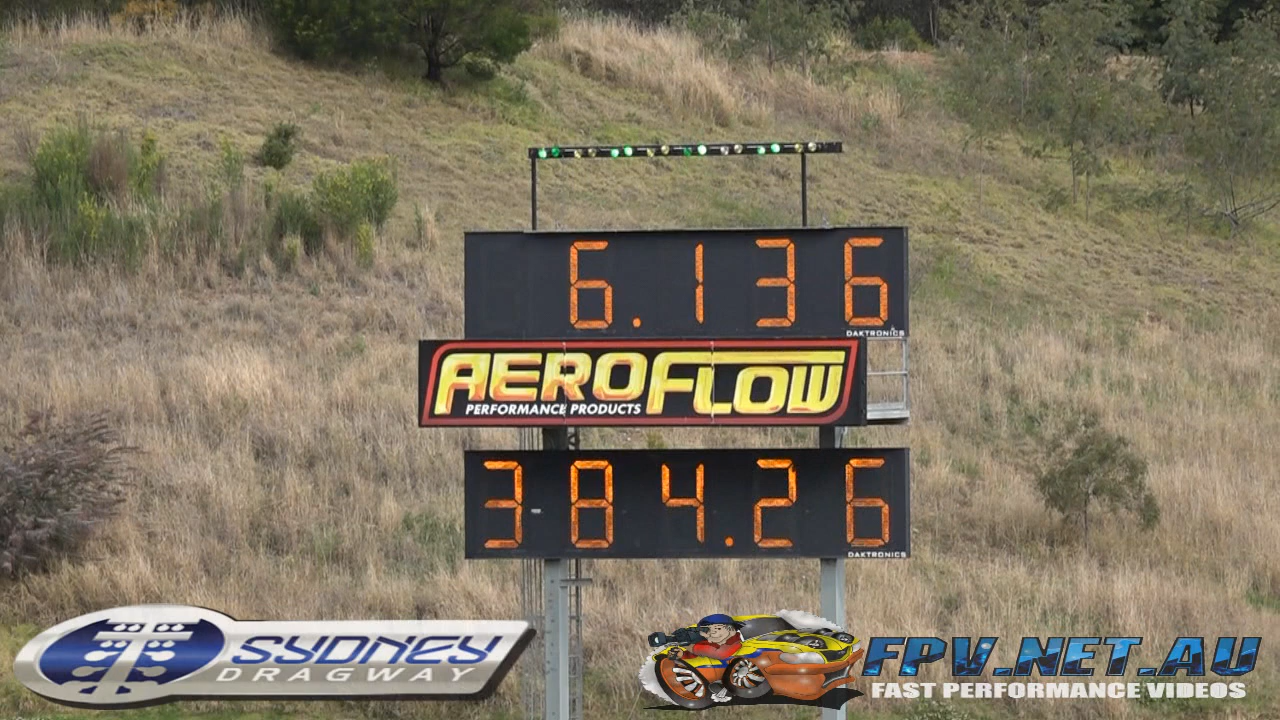 6.136
DAKTRONICS
AEROFLOW
PERFORMANCE PRODUCTS
384.26
DAKTRONICS
SYDNEY
DRAGWAY
FPV.NET.AU
FAST PERFORMANCE VIDEOS